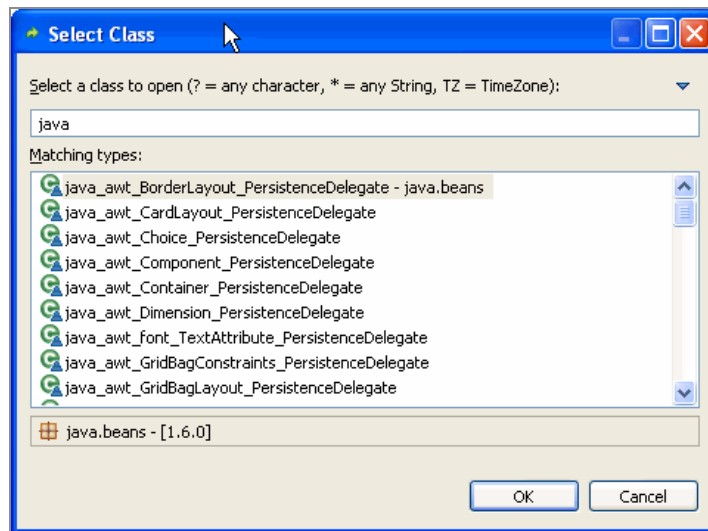 Select Class
Select a class to open (? = any character, * = any String, TZ = TimeZone):
java
Matching types:
java_awt_BorderLayout_PersistenceDelegate - java.beans
java_awt_CardLayout_PersistenceDelegate
java_awt_Choice_PersistenceDelegate
java_awt_Component_PersistenceDelegate
java_awt_Container_PersistenceDelegate
java_awt_Dimension_PersistenceDelegate
java_awt_font_TextAttribute_PersistenceDelegate
java_awt_GridBagConstraints_PersistenceDelegate
java_awt_GridBagLayout_PersistenceDelegate
java.beans - [1.6.0]
OK Cancel